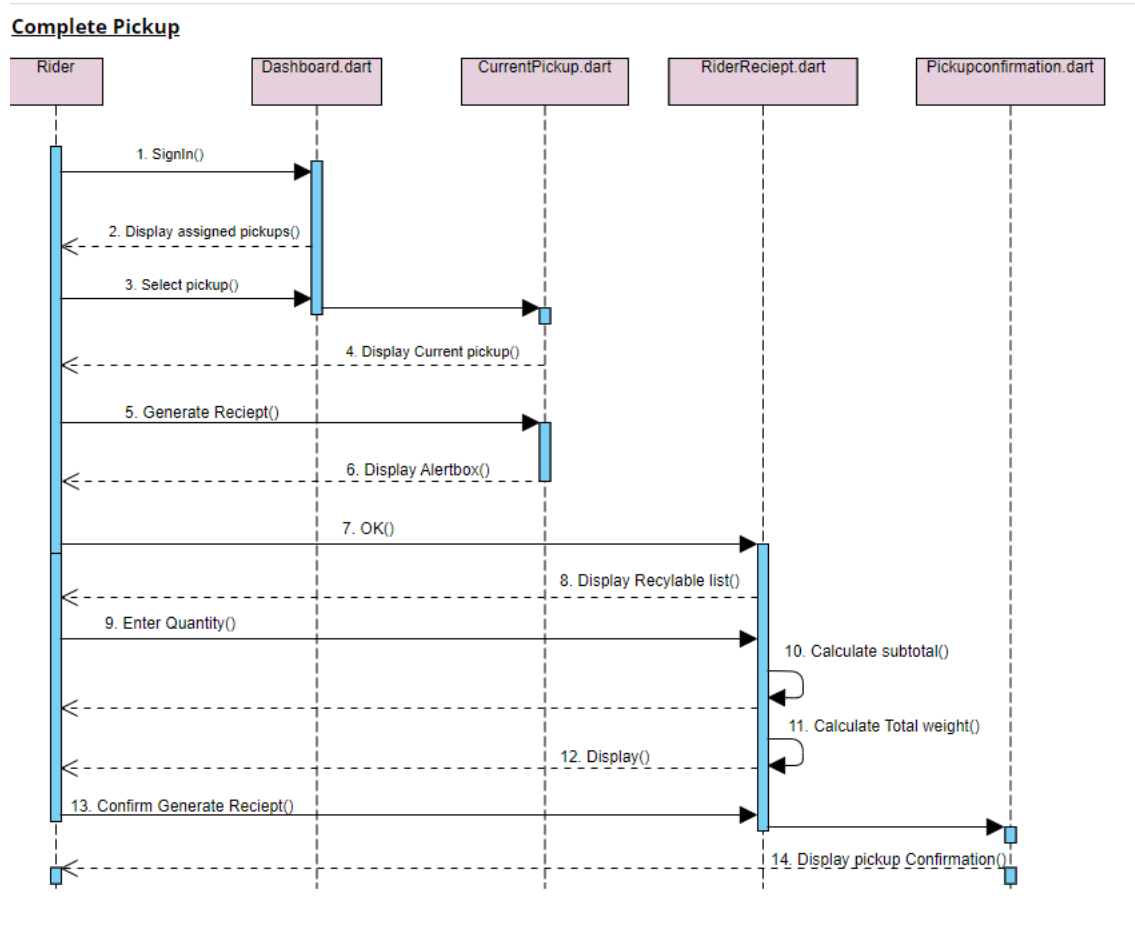 Complete Pickup
Rider
Dashboard.dart
CurrentPickup.dart
RiderReciept.dart
Pickupconfirmation.dart
1. SignIn()
2. Display assigned pickups()
3. Select pickup()
4. Display Current pickup()
5. Generate Reciept()
6. Display Alertbox()
7. OK()
8. Display Recylable list()
9. Enter Quantity()
10. Calculate subtotal()
11. Calculate Total weight()
12. Display()
13. Confirm Generate Reciept()
14. Display pickup Confirmation()